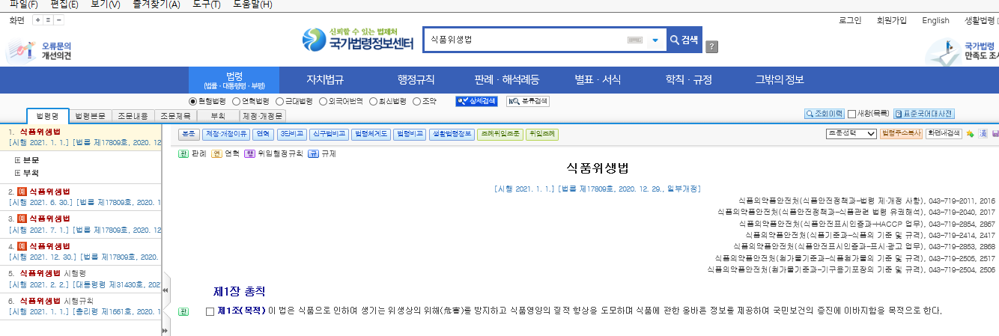 파일(F) 편집(E) 보기(V) 즐겨찾기(A) 도구(T) 도움말(H)
화면
로그인 회원가입 English 생활법령
오류문의
개선의견
신뢰할 수 있는 법제처
국가법령정보센터
식품위생법
검색
?
국가법령
만족도 조사
법령
(법률 · 대통령령 · 부령)
자치법규 행정규칙 판례 · 해석례등 별표 · 서식 학칙 · 규정 그밖의 정보
현행법령 연혁법령 근대법령 외국어번역 최신법령 조약 상세검색 분류검색
법령명 법령본문 조문내용 조문제목 부칙 제정·개정문
조회이력 새창(목록) 표준국어대사전
1. 식품위생법
[시행 2021. 1. 1.] [법률 제17809호, 2020. 12
본문
부칙
2. 예 식품위생법
[시행 2021. 6. 30.] [법률 제17809호, 2020. 1
3. 예 식품위생법
[시행 2021. 7. 1.] [법률 제17809호, 2020. 12
4. 예 식품위생법
[시행 2021. 12. 30.] [법률 제17809호, 2020.
5. 식품위생법 시행령
[시행 2021. 2. 2.] [대통령령 제31430호, 202
6. 식품위생법 시행규칙
[시행 2021. 1. 1.] [총리령 제1661호, 2020. 1
본문 제정·개정이유 연혁 3단비교 신구법비교 법령체계도 법령비교 생활법령정보 조례위임조문 위임조례
조문선택 법령주소복사 화면내검색 漢
판 판례 연 연혁 행 위임행정규칙 규 규제
식품위생법
[시행 2021. 1. 1.] [법률 제17809호, 2020. 12. 29., 일부개정]
식품의약품안전처(식품안전정책과-법령 제·개정 사항), 043-719-2011, 2016
식품의약품안전처(식품안전정책과-식품관련 법령 유권해석), 043-719-2040, 2017
식품의약품안전처(식품안전표시인증과-HACCP 업무), 043-719-2854, 2867
식품의약품안전처(식품기준과-식품의 기준 및 규격), 043-719-2414, 2417
식품의약품안전처(식품안전표시인증과-표시·광고 업무), 043-719-2853, 2868
식품의약품안전처(첨가물기준과-식품첨가물의 기준 및 규격), 043-719-2505, 2517
식품의약품안전처(첨가물기준과-기구용기포장의 기준 및 규격), 043-719-2504, 2506
제1장 총칙
판 제1조(목적) 이 법은 식품으로 인하여 생기는 위생상의 위해(危害)를 방지하고 식품영양의 질적 향상을 도모하며 식품에 관한 올바른 정보를 제공하여 국민보건의 증진에 이바지함을 목적으로 한다.